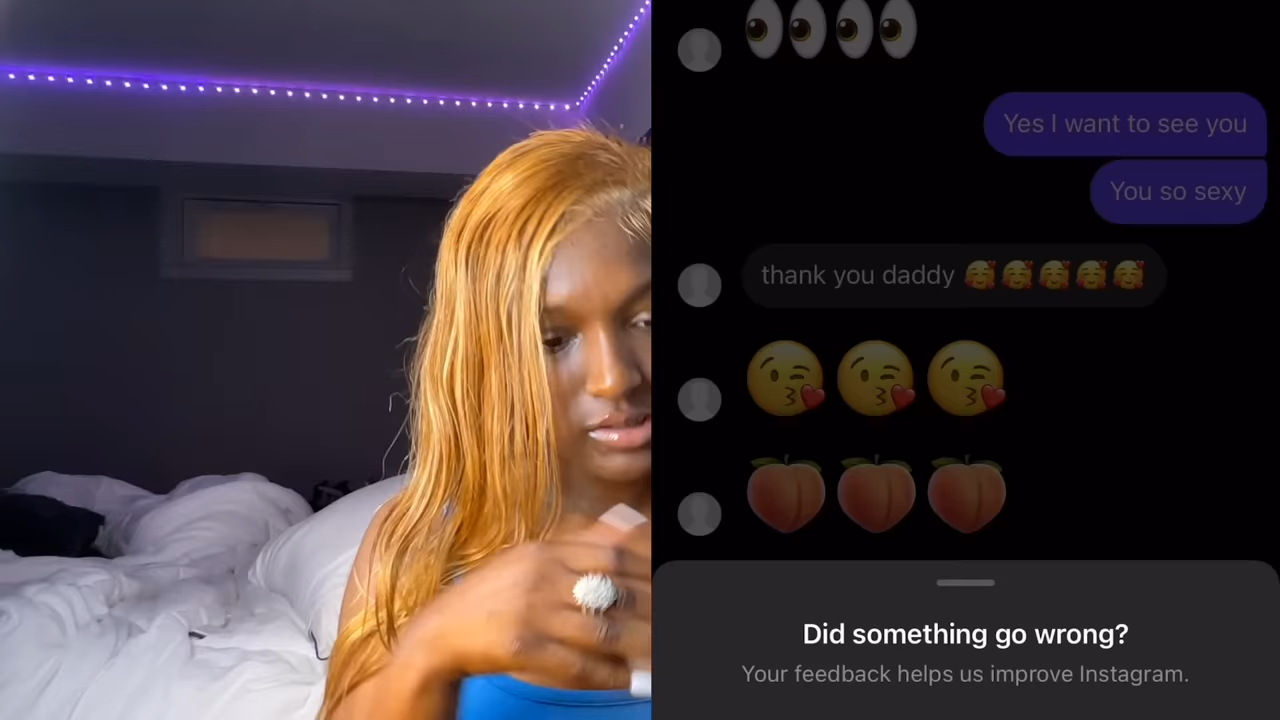 Yes I want to see you
You so sexy
thank you daddy 🥰🥰🥰🥰🥰
Did something go wrong?
Your feedback helps us improve Instagram.